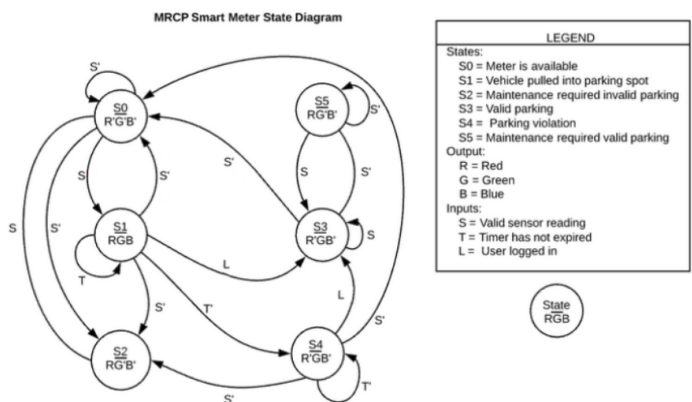 MRCP Smart Meter State Diagram
LEGEND
States:
S0 = Meter is available
S1 = Vehicle pulled into parking spot
S2 = Maintenance required invalid parking
S3 = Valid parking
S4 = Parking violation
S5 = Maintenance required valid parking
Output:
R = Red
G = Green
B = Blue
Inputs:
S = Valid sensor reading
T = Timer has not expired
L = User logged in
State
RGB
S'
S0
R'G'B'
S5
RG'B'
S'
S
S'
S'
S
S'
S
S'
S1
RGB
S3
R'GB'
S
T
L
S'
T'
L
S'
S2
RG'B'
S4
R'GB'
S'
T'